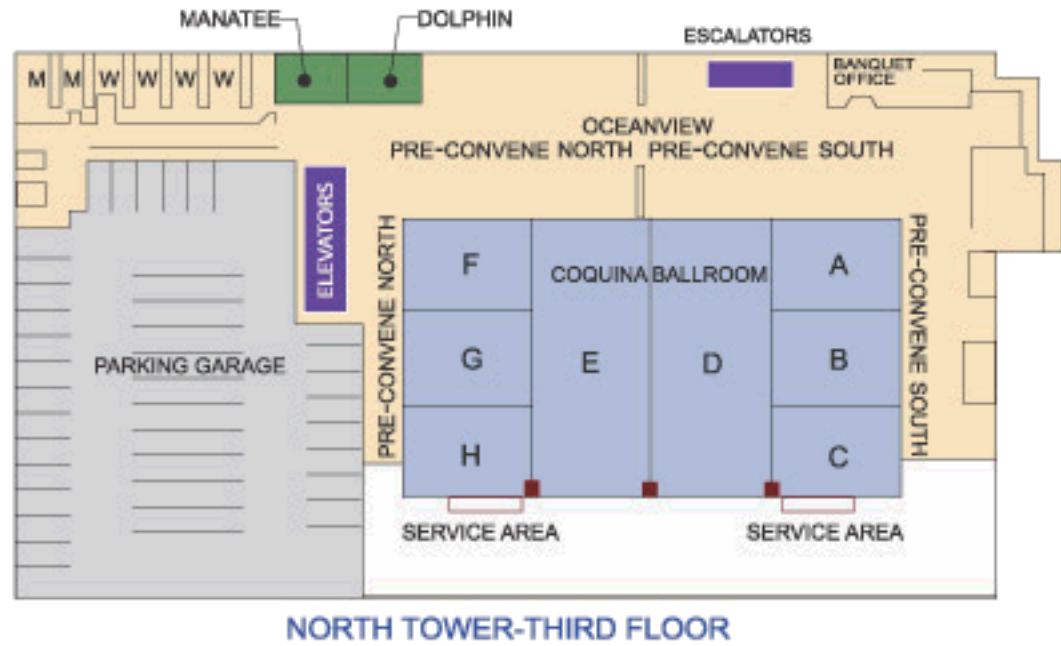 MANATEE
DOLPHIN
ESCALATORS
M M W W W W
BANQUET
OFFICE
OCEANVIEW
PRE-CONVENE NORTH PRE-CONVENE SOUTH
ELEVATORS
PRE-CONVENE NORTH
PRE-CONVENE SOUTH
F
COQUINA BALLROOM
A
PARKING GARAGE
G
E
D
B
H
C
SERVICE AREA
SERVICE AREA
NORTH TOWER-THIRD FLOOR